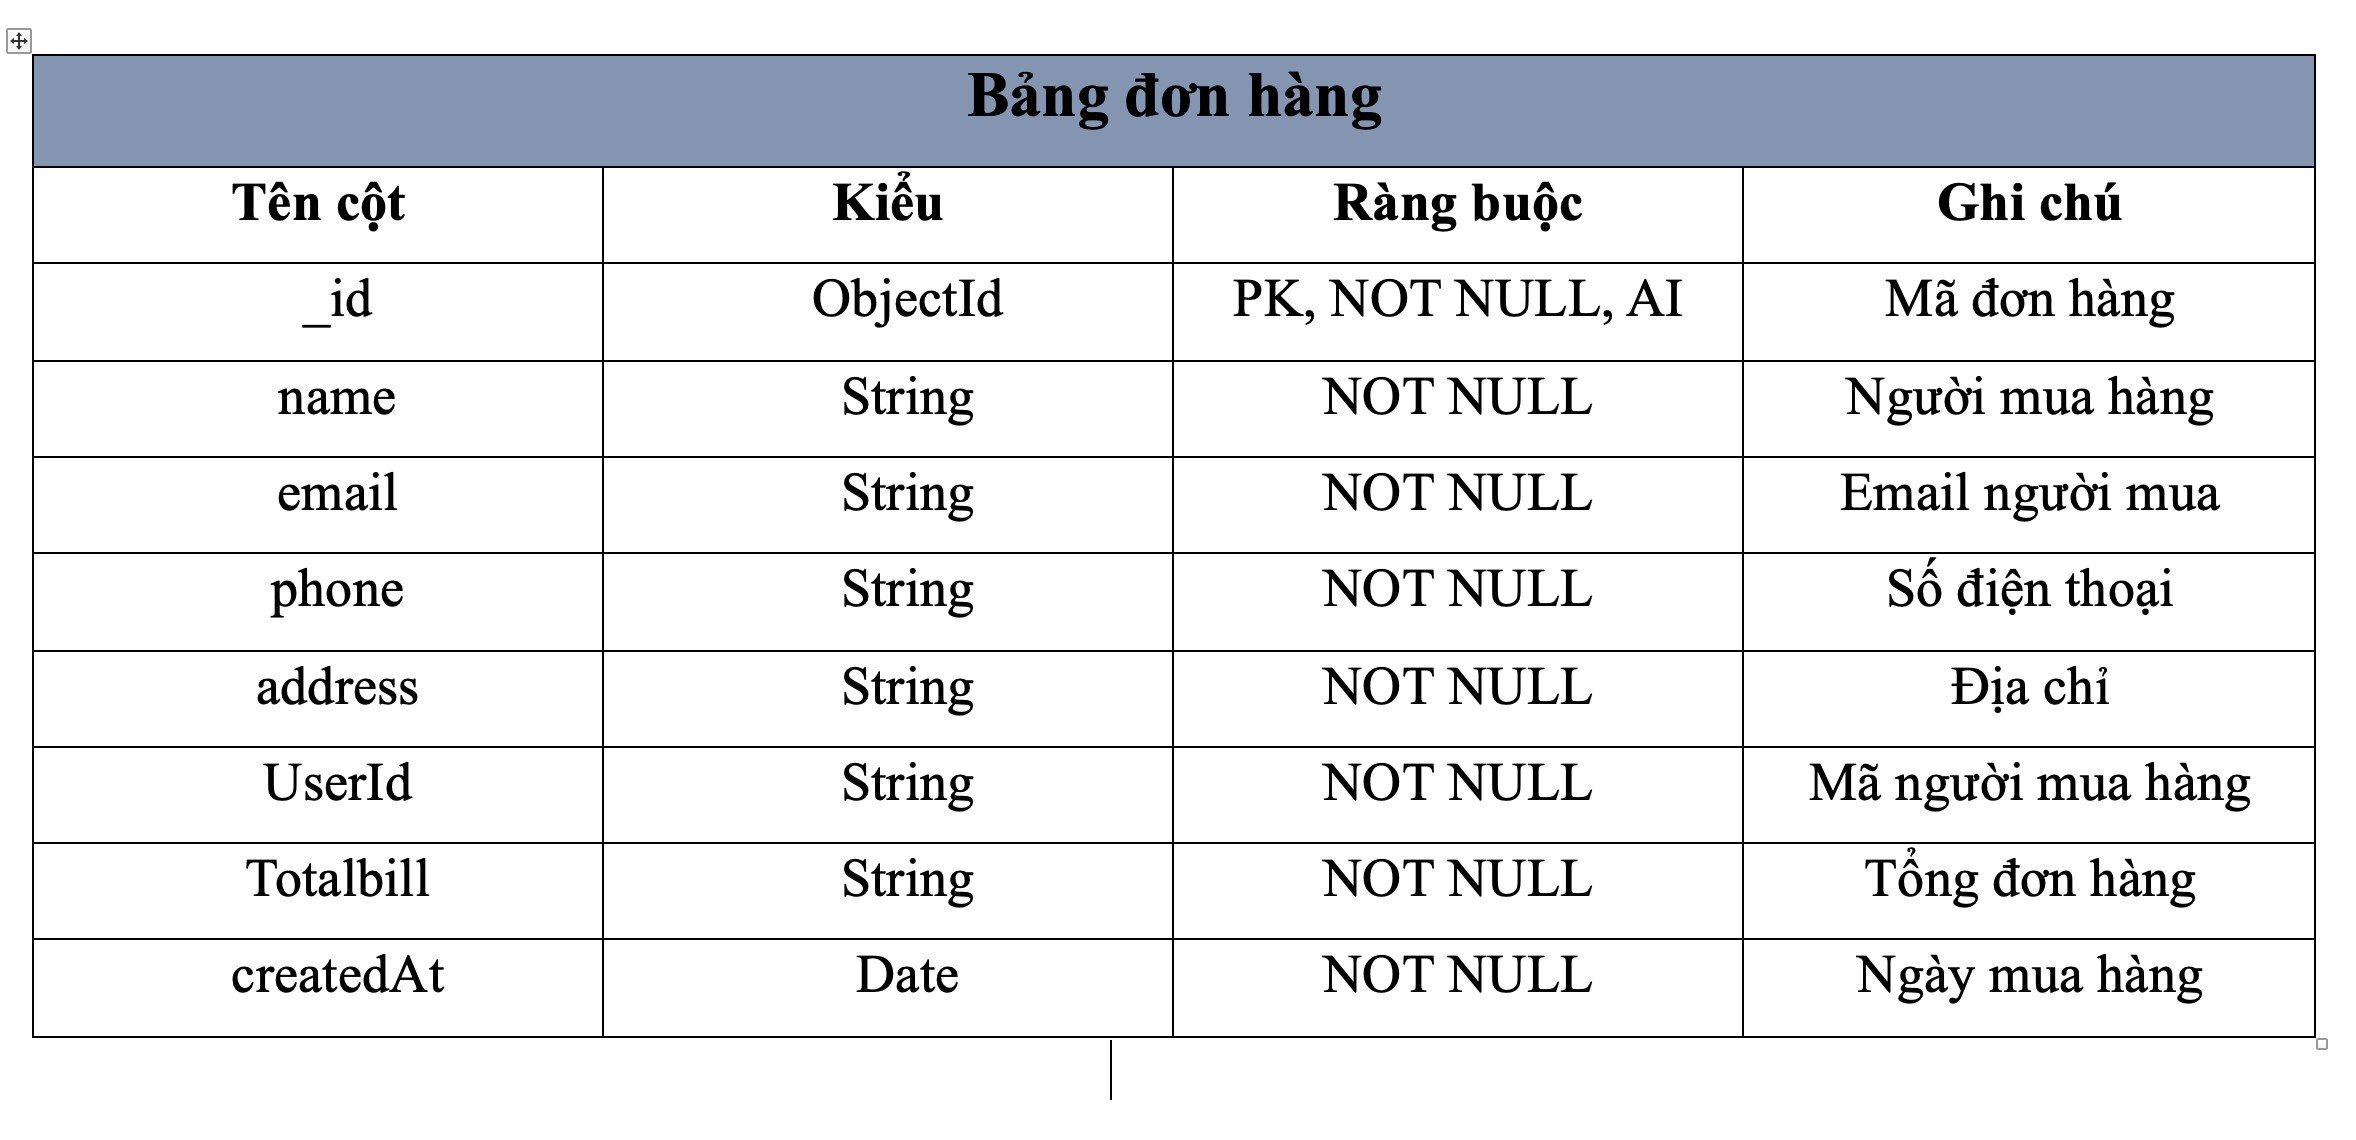 Bảng đơn hàng
Tên cột Kiểu Ràng buộc Ghi chú
_id ObjectId PK, NOT NULL, AI Mã đơn hàng
name String NOT NULL Người mua hàng
email String NOT NULL Email người mua
phone String NOT NULL Số điện thoại
address String NOT NULL Địa chỉ
UserId String NOT NULL Mã người mua hàng
Totalbill String NOT NULL Tổng đơn hàng
createdAt Date NOT NULL Ngày mua hàng